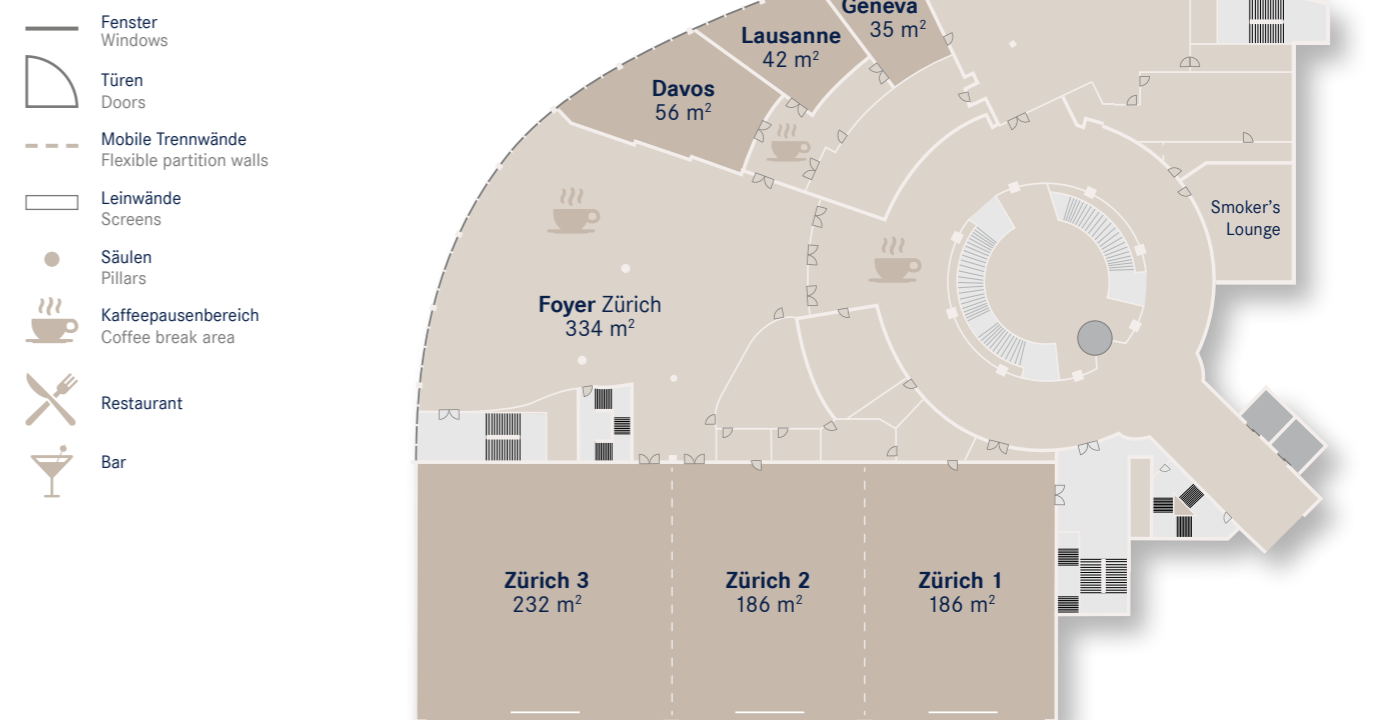 Fenster
Windows
Türen
Doors
Mobile Trennwände
Flexible partition walls
Leinwände
Screens
Säulen
Pillars
Kaffeepausenbereich
Coffee break area
Restaurant
Bar
Geneva
35 m²
Lausanne
42 m²
Davos
56 m²
Smoker's
Lounge
Foyer Zürich
334 m²
Zürich 3
232 m²
Zürich 2
186 m²
Zürich 1
186 m²